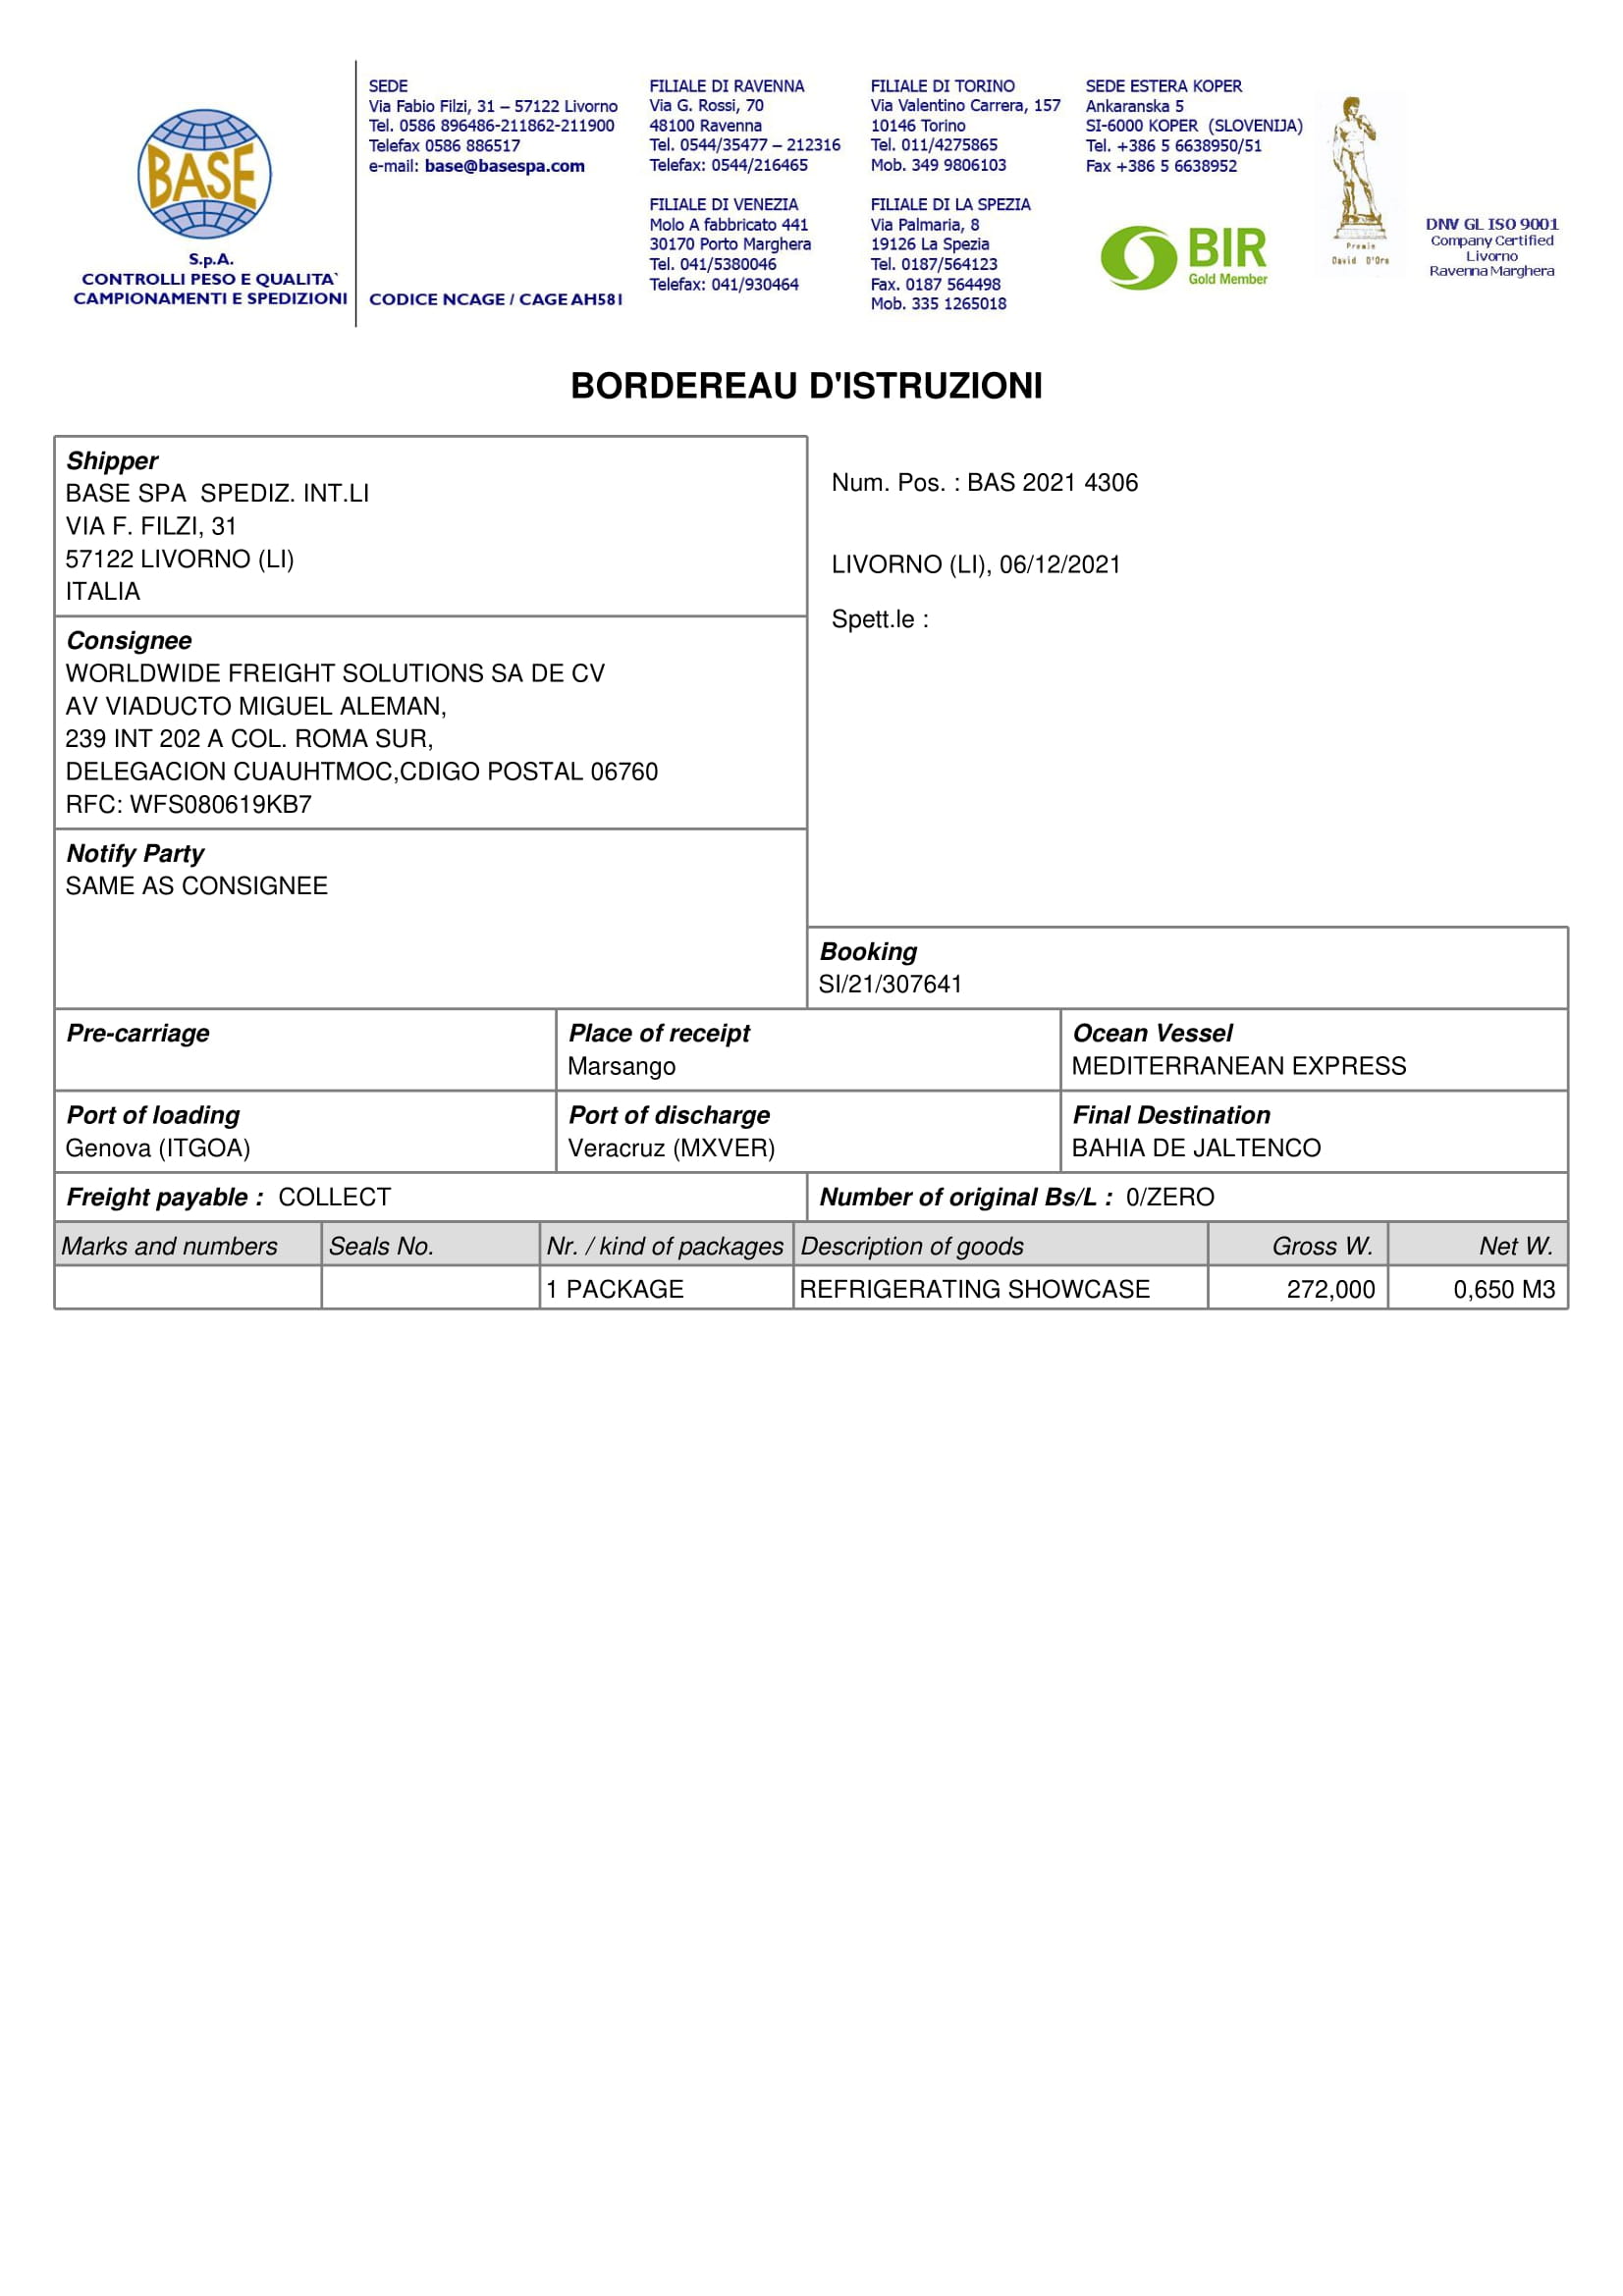 BASE
S.p.A.
CONTROLLI PESO E QUALITA`
CAMPIONAMENTI E SPEDIZIONI
SEDE
Via Fabio Filzi, 31 – 57122 Livorno
Tel. 0586 896486-211862-211900
Telefax 0586 886517
e-mail: base@basespa.com
CODICE NCAGE / CAGE AH581
FILIALE DI RAVENNA
Via G. Rossi, 70
48100 Ravenna
Tel. 0544/35477 – 212316
Telefax: 0544/216465
FILIALE DI VENEZIA
Molo A fabbricato 441
30170 Porto Marghera
Tel. 041/5380046
Telefax: 041/930464
FILIALE DI TORINO
Via Valentino Carrera, 157
10146 Torino
Tel. 011/4275865
Mob. 349 9806103
FILIALE DI LA SPEZIA
Via Palmaria, 8
19126 La Spezia
Tel. 0187/564123
Fax. 0187 564498
Mob. 335 1265018
SEDE ESTERA KOPER
Ankaranska 5
SI-6000 KOPER (SLOVENIJA)
Tel. +386 5 6638950/51
Fax +386 5 6638952
BIR
Gold Member
Premio
David D'Oro
DNV GL ISO 9001
Company Certified
Livorno
Ravenna Marghera
BORDEREAU D'ISTRUZIONI
Shipper
BASE SPA SPEDIZ. INT.LI
VIA F. FILZI, 31
57122 LIVORNO (LI)
ITALIA
Num. Pos. : BAS 2021 4306
LIVORNO (LI), 06/12/2021
Spett.le :
Consignee
WORLDWIDE FREIGHT SOLUTIONS SA DE CV
AV VIADUCTO MIGUEL ALEMAN,
239 INT 202 A COL. ROMA SUR,
DELEGACION CUAUHTMOC,CDIGO POSTAL 06760
RFC: WFS080619KB7
Notify Party
SAME AS CONSIGNEE
Booking
SI/21/307641
Pre-carriage
Place of receipt
Marsango
Ocean Vessel
MEDITERRANEAN EXPRESS
Port of loading
Genova (ITGOA)
Port of discharge
Veracruz (MXVER)
Final Destination
BAHIA DE JALTENCO
Freight payable : COLLECT
Number of original Bs/L : 0/ZERO
Marks and numbers Seals No. Nr. / kind of packages Description of goods Gross W. Net W.
1 PACKAGE REFRIGERATING SHOWCASE 272,000 0,650 M3